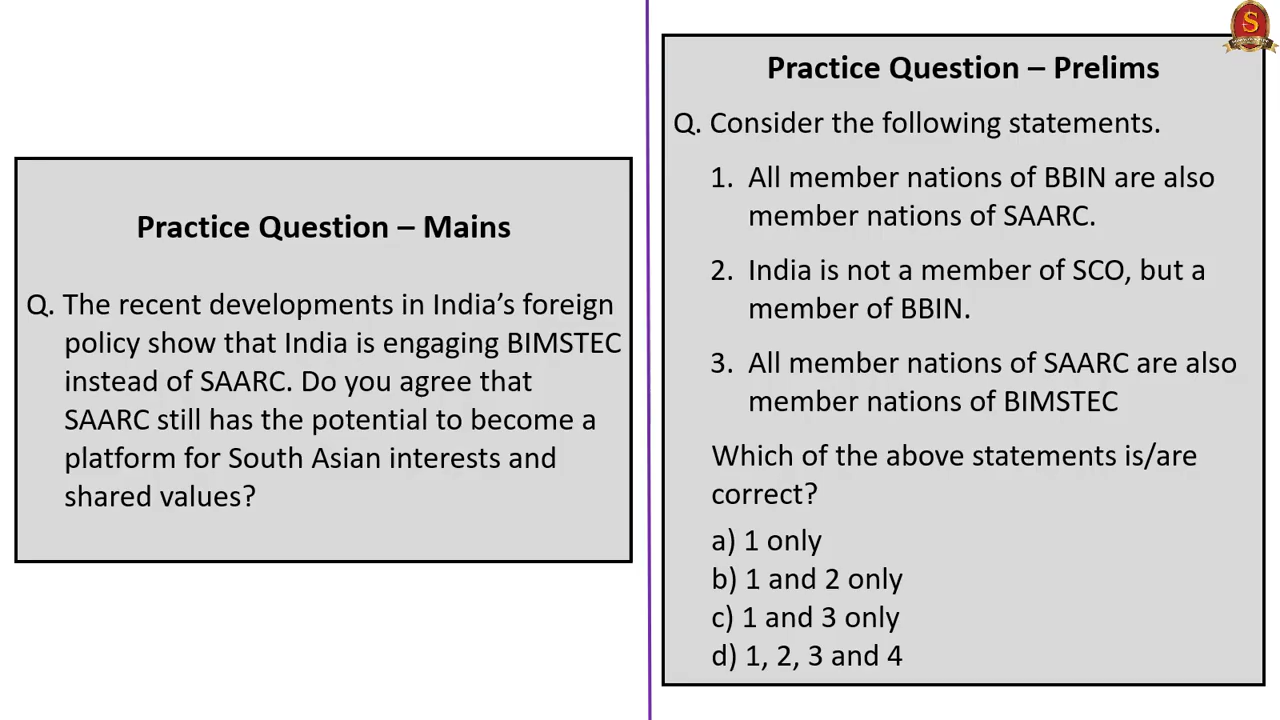 Practice Question – Mains
Q. The recent developments in India's foreign
policy show that India is engaging BIMSTEC
instead of SAARC. Do you agree that
SAARC still has the potential to become a
platform for South Asian interests and
shared values?
Practice Question – Prelims
Q. Consider the following statements.
1. All member nations of BBIN are also
member nations of SAARC.
2. India is not a member of SCO, but a
member of BBIN.
3. All member nations of SAARC are also
member nations of BIMSTEC
Which of the above statements is/are
correct?
a) 1 only
b) 1 and 2 only
c) 1 and 3 only
d) 1, 2, 3 and 4
S